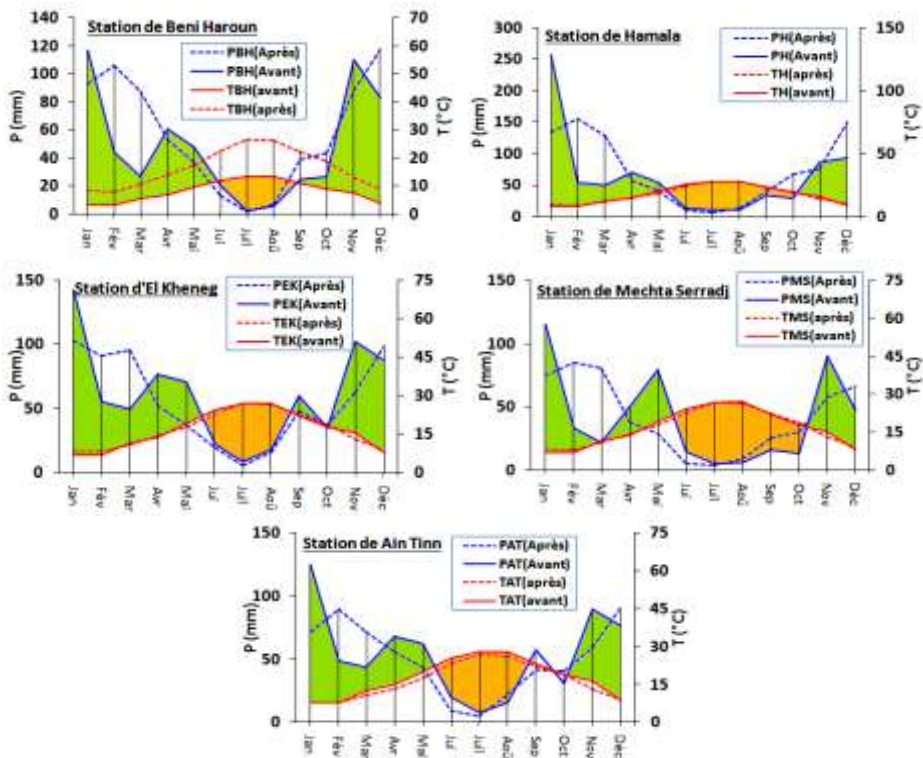 Station de Beni Haroun
PBH(Après)
PBH(Avant)
TBH(avant)
TBH(après)
P (mm)
140
120
100
80
60
40
20
0
T (°C)
70
60
50
40
30
20
10
0
Jan
Fév
Mar
Avr
Mai
Jui
Juil
Aoû
Sep
Oct
Nov
Déc
Station de Hamala
PH(Après)
PH(Avant)
TH(après)
TH(avant)
P (mm)
300
250
200
150
100
50
0
T (°C)
150
100
50
0
Jan
Fév
Mar
Avr
Mai
Jui
Juil
Aoû
Sep
Oct
Nov
Déc
Station d'El Kheneg
PEK(Après)
PEK(Avant)
TEK(après)
TEK(avant)
P (mm)
150
100
50
0
T (°C)
75
60
45
30
15
0
Jan
Fév
Mar
Avr
Mai
Jui
Juil
Aoû
Sep
Oct
Nov
Déc
Station de Mechta Serradj
PMS(Après)
PMS(Avant)
TMS(après)
TMS(avant)
P (mm)
150
100
50
0
T (°C)
75
60
45
30
15
0
Jan
Fév
Mar
Avr
Mai
Jui
Juil
Aoû
Sep
Oct
Nov
Déc
Station de Ain Tinn
PAT(Après)
PAT(Avant)
TAT(après)
TAT(avant)
P (mm)
150
100
50
0
T (°C)
75
60
45
30
15
0
Jan
Fév
Mar
Avr
Mai
Jui
Juil
Aoû
Sep
Oct
Nov
Déc